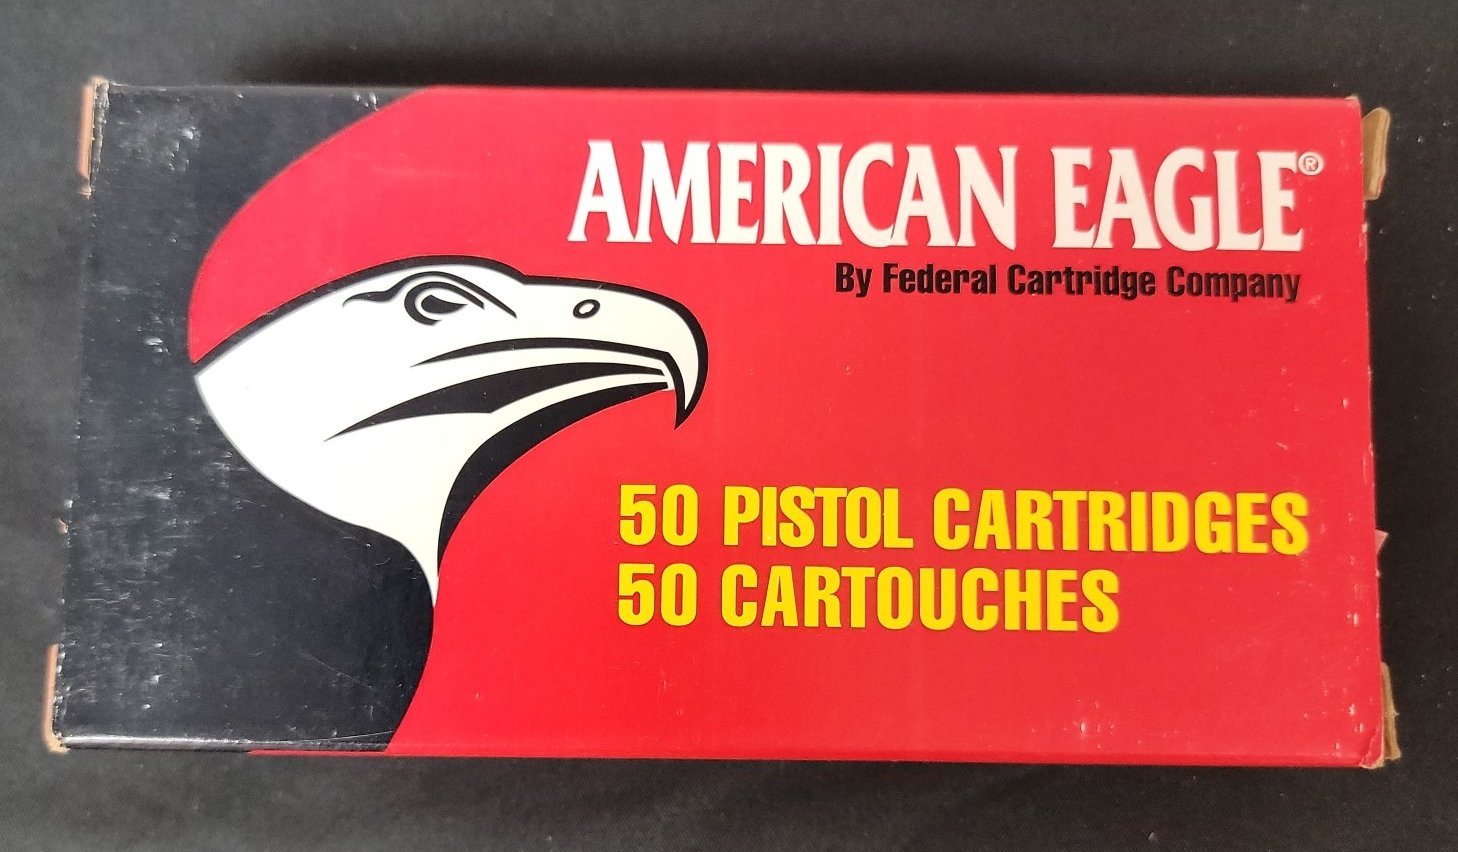 AMERICAN EAGLE®
By Federal Cartridge Company
50 PISTOL CARTRIDGES
50 CARTOUCHES